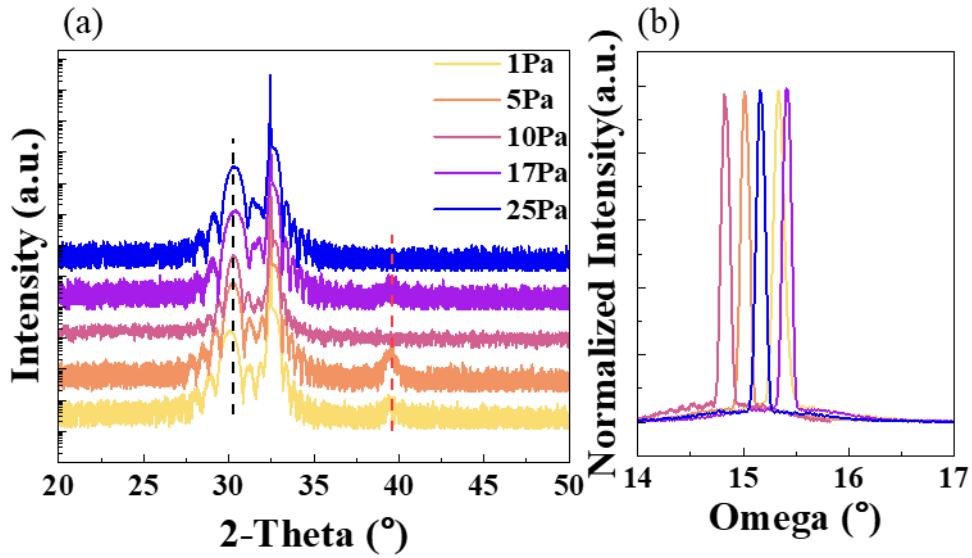 (a)
1Pa
5Pa
10Pa
17Pa
25Pa
Intensity (a.u.)
20 25 30 35 40 45 50
2-Theta (°)
(b)
Normalized Intensity(a.u.)
14 15 16 17
Omega (°)